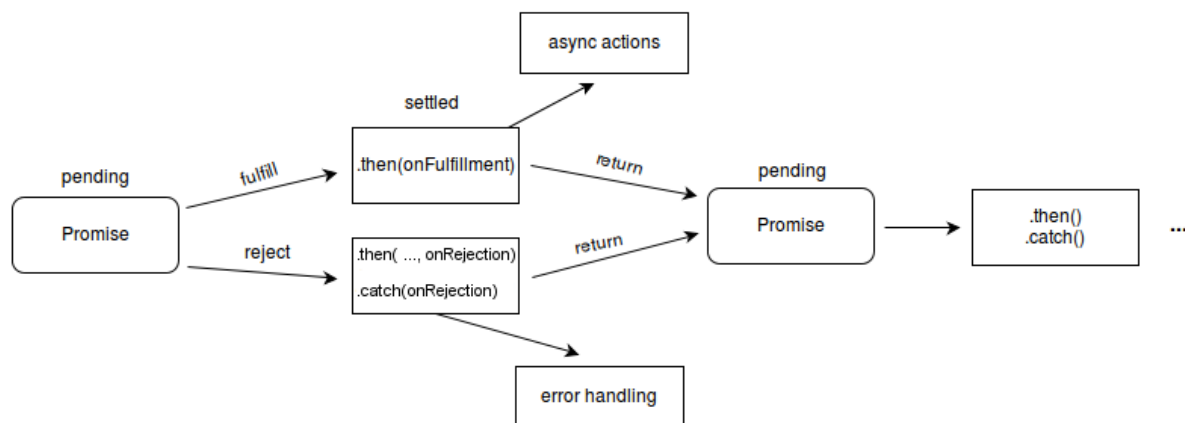 async actions
settled
.then(onFulfillment)
pending
fulfill
return
pending
Promise
Promise
.then()
.catch()
...
reject
.then( ..., onRejection)
return
.catch(onRejection)
error handling